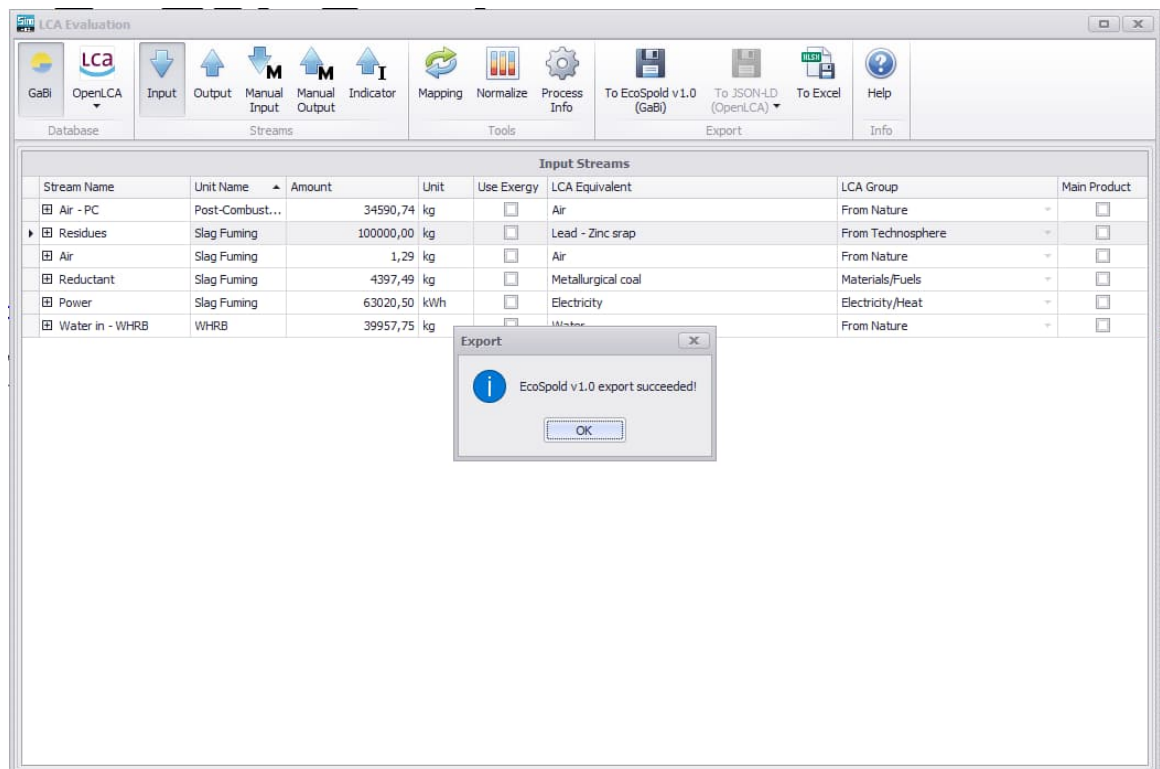 Sim
LCA Evaluation
GaBi
Lca
OpenLCA
Input
Output
M
Manual Input
M
Manual Output
I
Indicator
Mapping
Normalize
Process Info
To EcoSpold v1.0 (GaBi)
To JSON-LD (OpenLCA)
XLSX
To Excel
Help
Database
Streams
Tools
Export
Info
Input Streams
Stream Name Unit Name Amount Unit Use Exergy LCA Equivalent LCA Group Main Product
Air - PC Post-Combust... 34590,74 kg Air From Nature
Residues Slag Fuming 100000,00 kg Lead - Zinc srap From Technosphere
Air Slag Fuming 1,29 kg Air From Nature
Reductant Slag Fuming 4397,49 kg Metallurgical coal Materials/Fuels
Power Slag Fuming 63020,50 kWh Electricity Electricity/Heat
Water in - WHRB WHRB 39957,75 kg Water From Nature
Export
EcoSpold v1.0 export succeeded!
OK